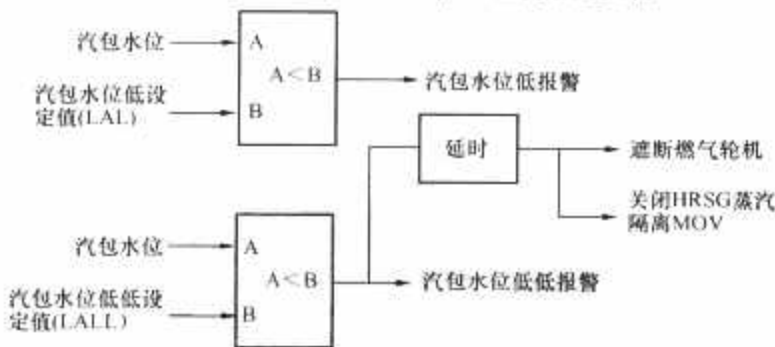 汽包水位
A
A<B
汽包水位低报警
汽包水位低设
定值(LAL)
B
延时
遮断燃气轮机
关闭HRSG蒸汽
隔离MOV
汽包水位
A
A<B
汽包水位低低报警
汽包水位低低设
定值(LALL)
B